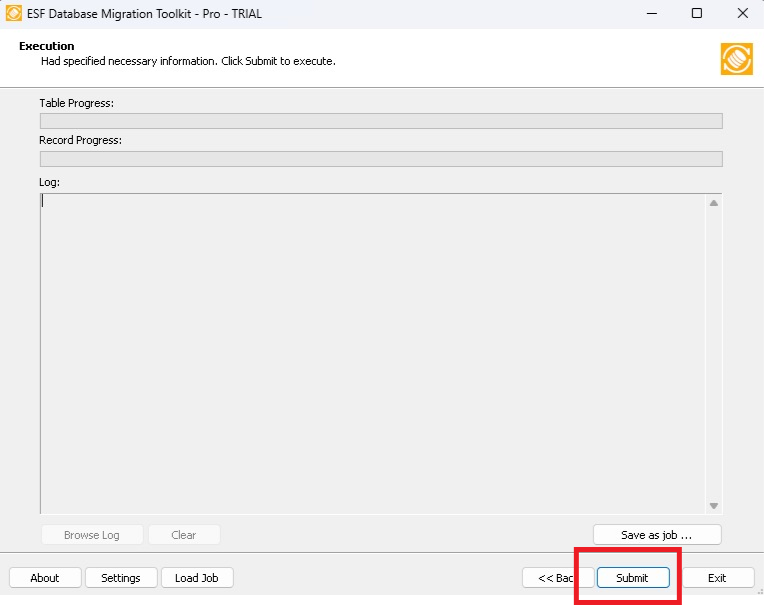 ESF Database Migration Toolkit - Pro - TRIAL
Execution
Had specified necessary information. Click Submit to execute.
Table Progress:
Record Progress:
Log:
Browse Log
Clear
Save as job ...
About
Settings
Load Job
<< Bac
Submit
Exit